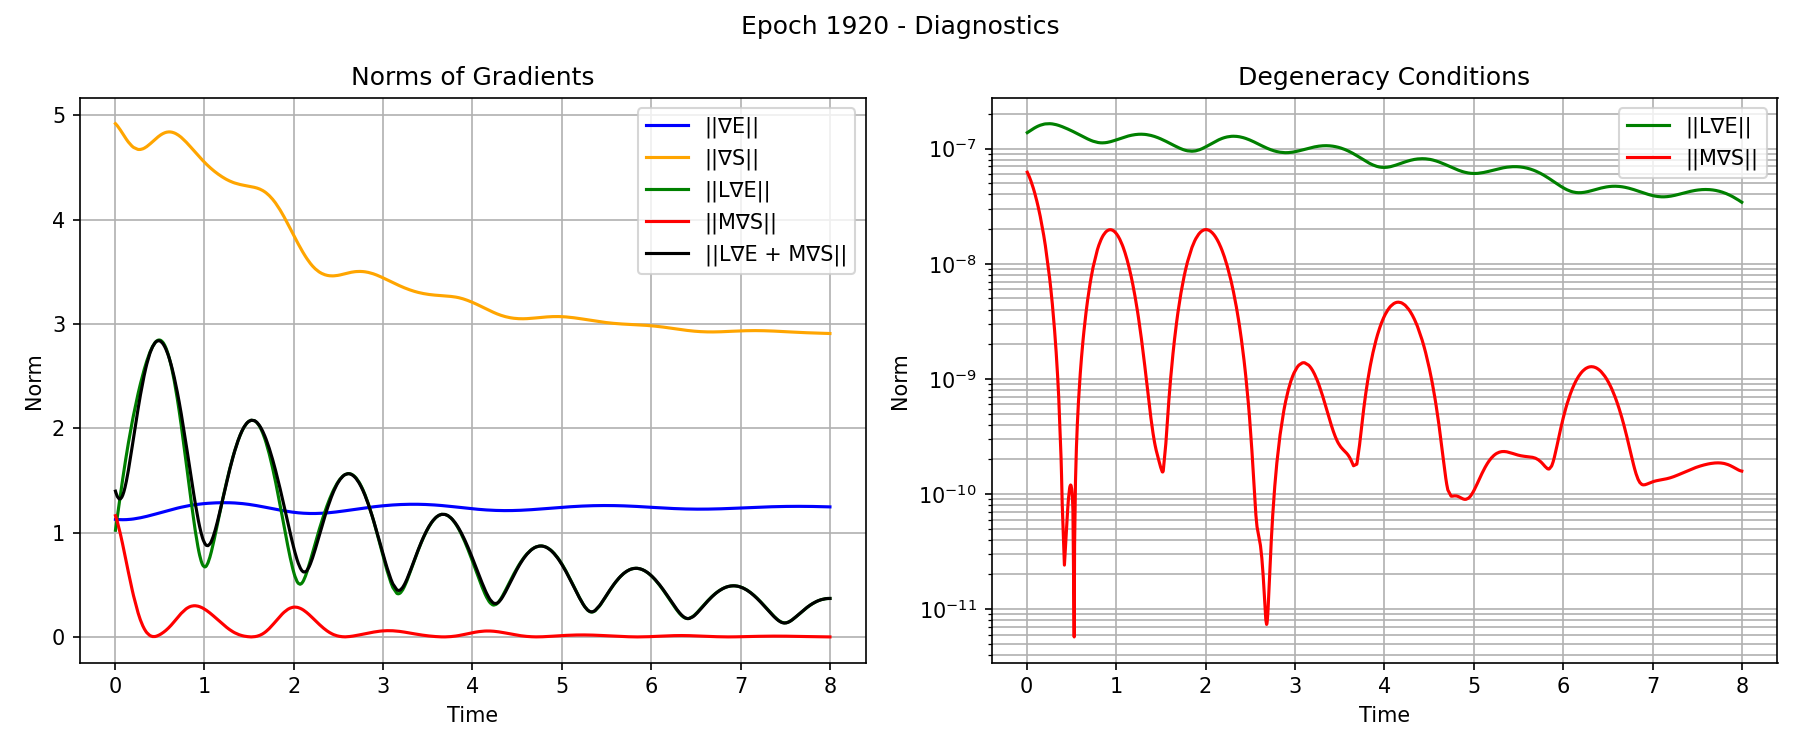 Epoch 1920 - Diagnostics
Norms of Gradients
Norm
5
4
3
2
1
0
||∇E||
||∇S||
||L∇E||
||M∇S||
||L∇E + M∇S||
0 1 2 3 4 5 6 7 8
Time
Degeneracy Conditions
Norm
10⁻⁷
10⁻⁸
10⁻⁹
10⁻¹⁰
10⁻¹¹
||L∇E||
||M∇S||
0 1 2 3 4 5 6 7 8
Time